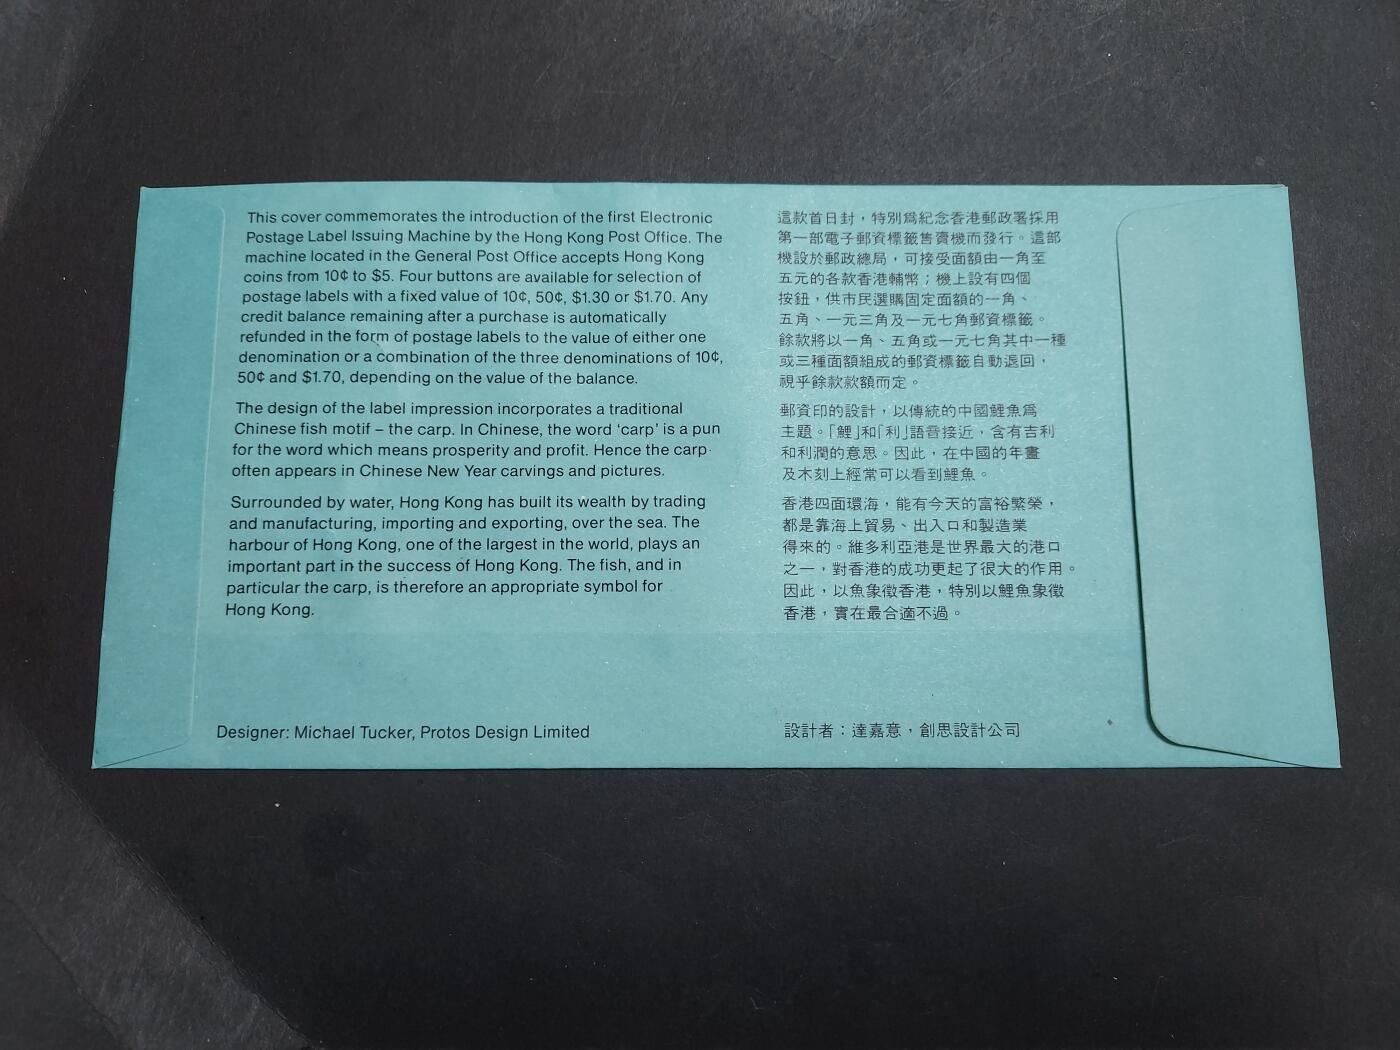 This cover commemorates the introduction of the first Electronic
Postage Label Issuing Machine by the Hong Kong Post Office. The
machine located in the General Post Office accepts Hong Kong
coins from 10¢ to $5. Four buttons are available for selection of
postage labels with a fixed value of 10¢, 50¢, $1.30 or $1.70. Any
credit balance remaining after a purchase is automatically
refunded in the form of postage labels to the value of either one
denomination or a combination of the three denominations of 10¢,
50¢ and $1.70, depending on the value of the balance.
The design of the label impression incorporates a traditional
Chinese fish motif – the carp. In Chinese, the word ‘carp’ is a pun
for the word which means prosperity and profit. Hence the carp
often appears in Chinese New Year carvings and pictures.
Surrounded by water, Hong Kong has built its wealth by trading
and manufacturing, importing and exporting, over the sea. The
harbour of Hong Kong, one of the largest in the world, plays an
important part in the success of Hong Kong. The fish, and in
particular the carp, is therefore an appropriate symbol for
Hong Kong.
Designer: Michael Tucker, Protos Design Limited
這款首日封，特別爲紀念香港郵政署採用
第一部電子郵資標籤售賣機而發行。這部
機設於郵政總局，可接受面額由一角至
五元的各款香港輔幣；機上設有四個
按鈕，供市民選購固定面額的一角、
五角、一元三角及一元七角郵資標籤。
餘款將以一角、五角或一元七角其中一種
或三種面額組成的郵資標籤自動退回，
視乎餘款款額而定。
郵資印的設計，以傳統的中國鯉魚爲
主題。「鯉」和「利」語音接近，含有吉利
和利潤的意思。因此，在中國的年畫
及木刻上經常可以看到鯉魚。
香港四面環海，能有今天的富裕繁榮，
都是靠海上貿易、出入口和製造業
得來的。維多利亞港是世界最大的港口
之一，對香港的成功更起了很大的作用。
因此，以魚象徵香港，特別以鯉魚象徵
香港，實在最合適不過。
設計者：達嘉意，創思設計公司